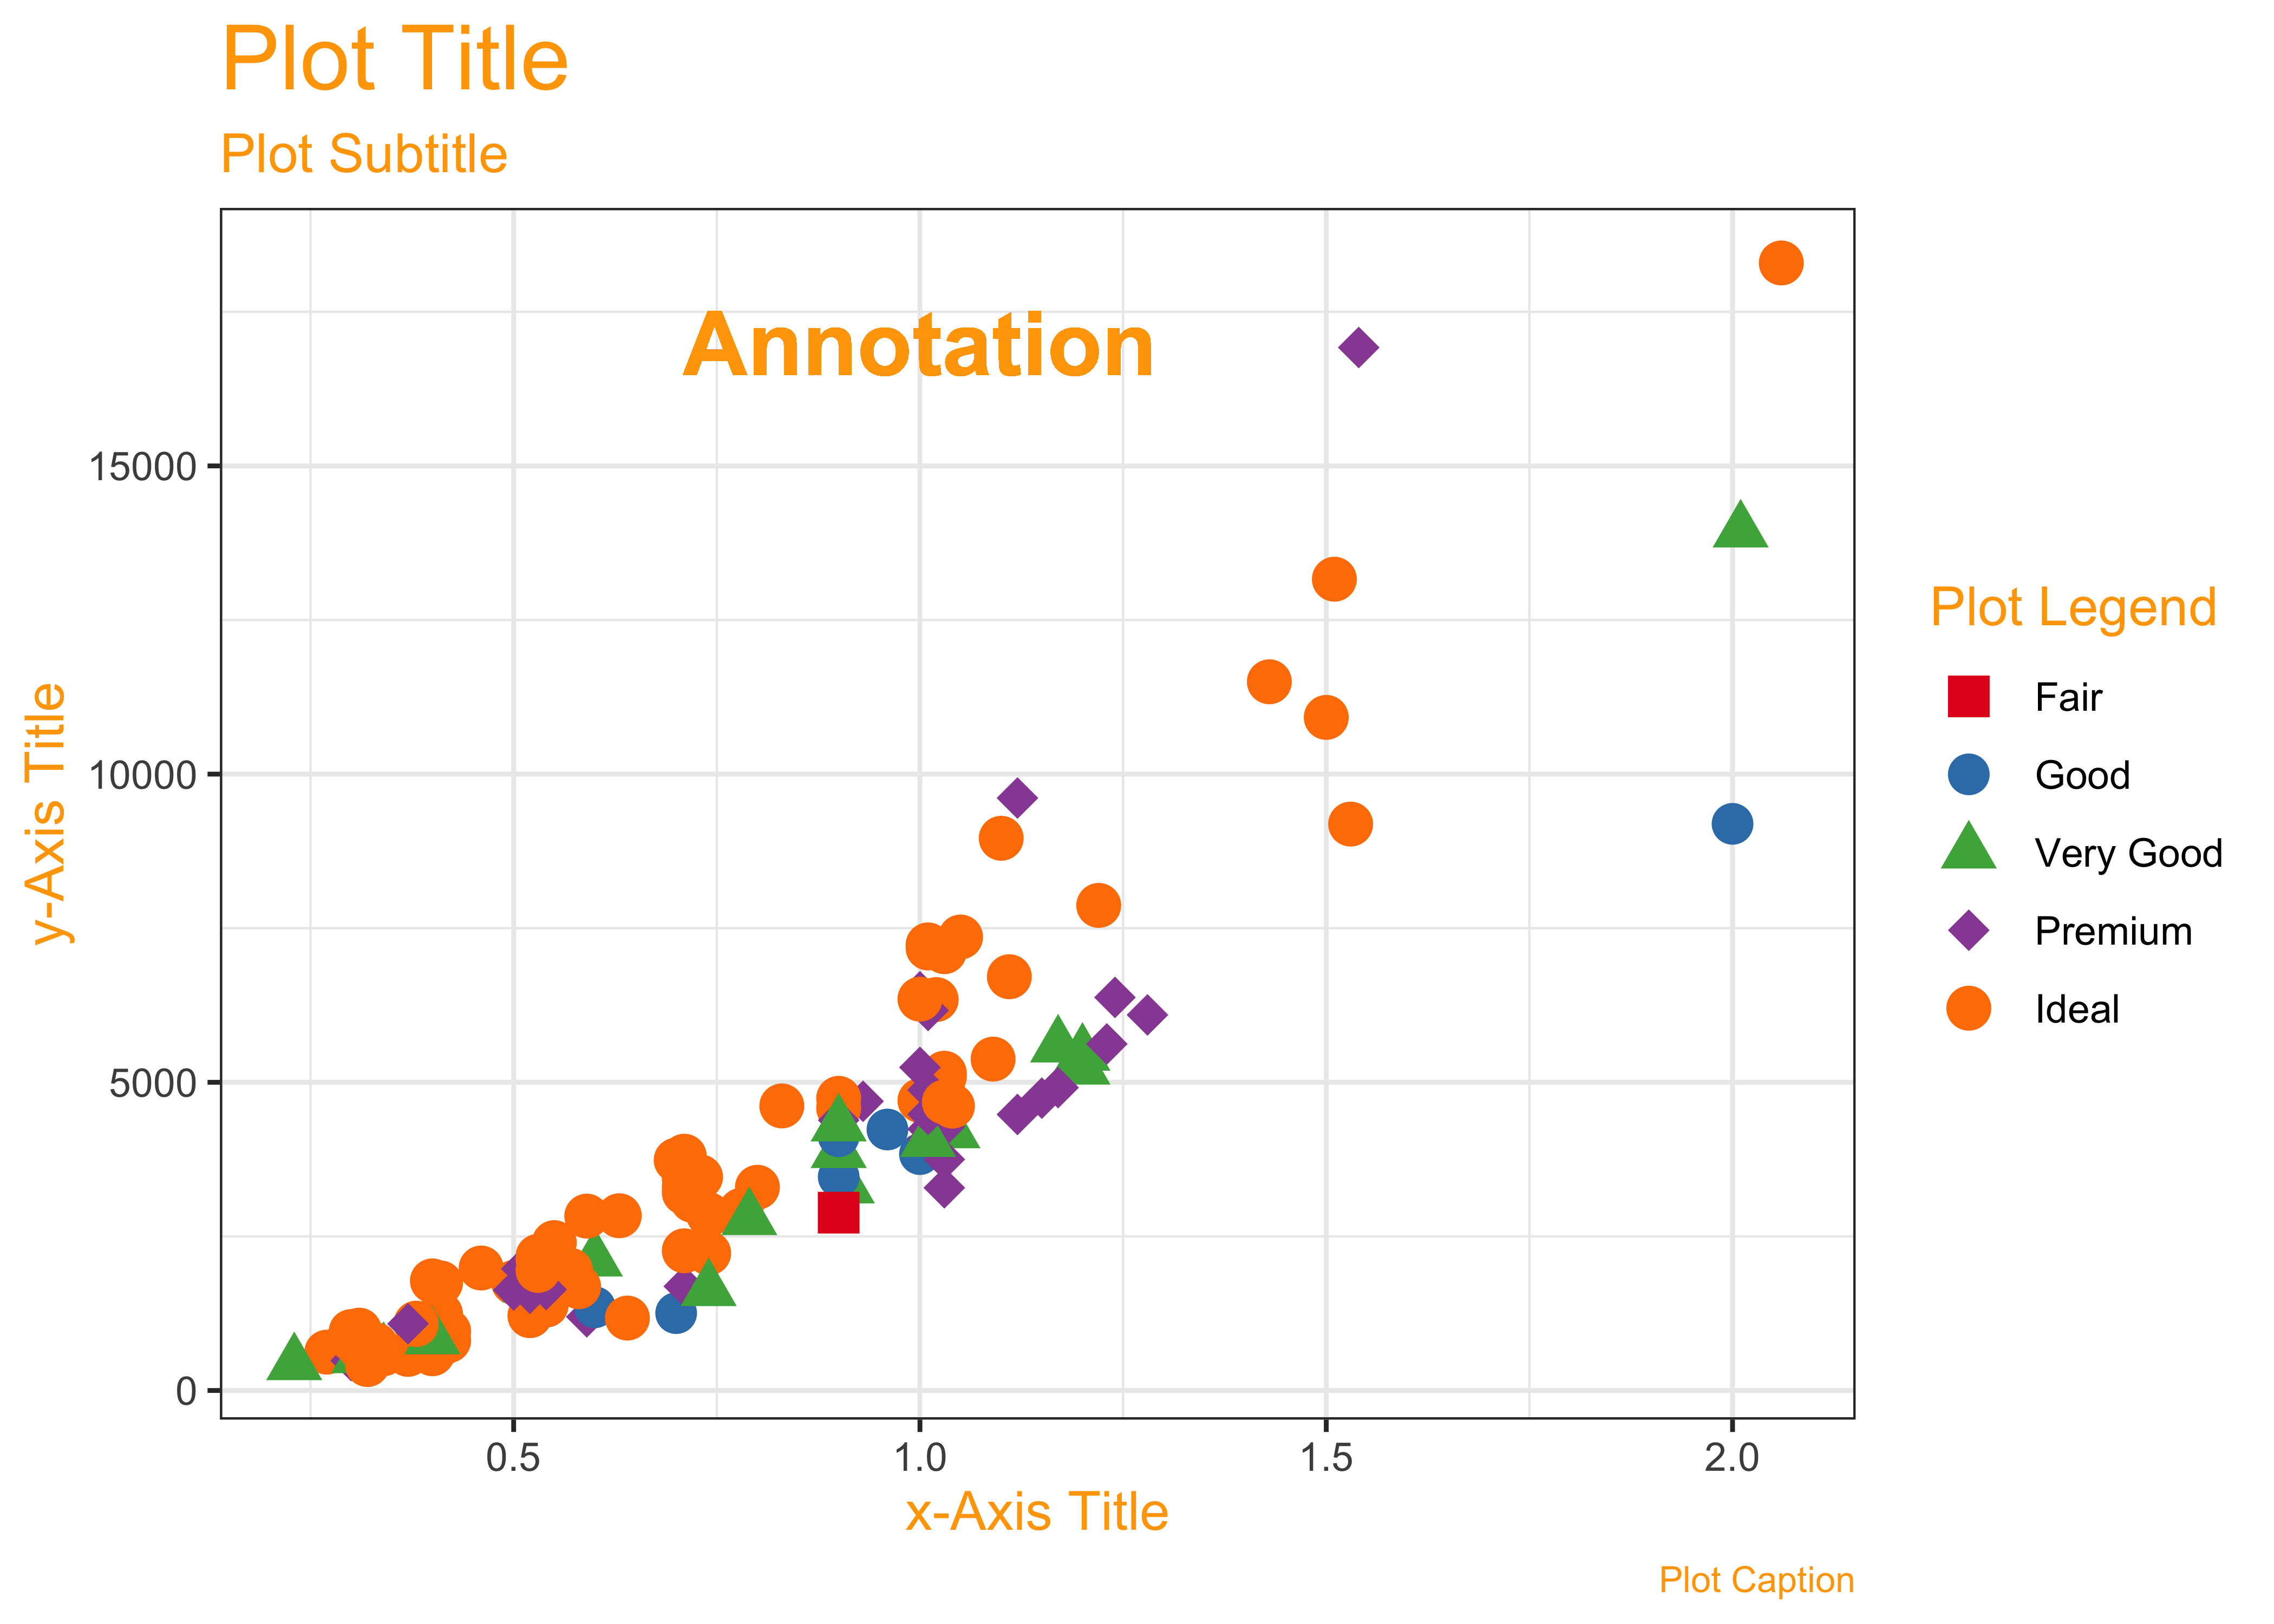 Plot Title
Plot Subtitle
Annotation
y-Axis Title
15000
10000
5000
0
0.5 1.0 1.5 2.0
x-Axis Title
Plot Legend
Fair
Good
Very Good
Premium
Ideal
Plot Caption